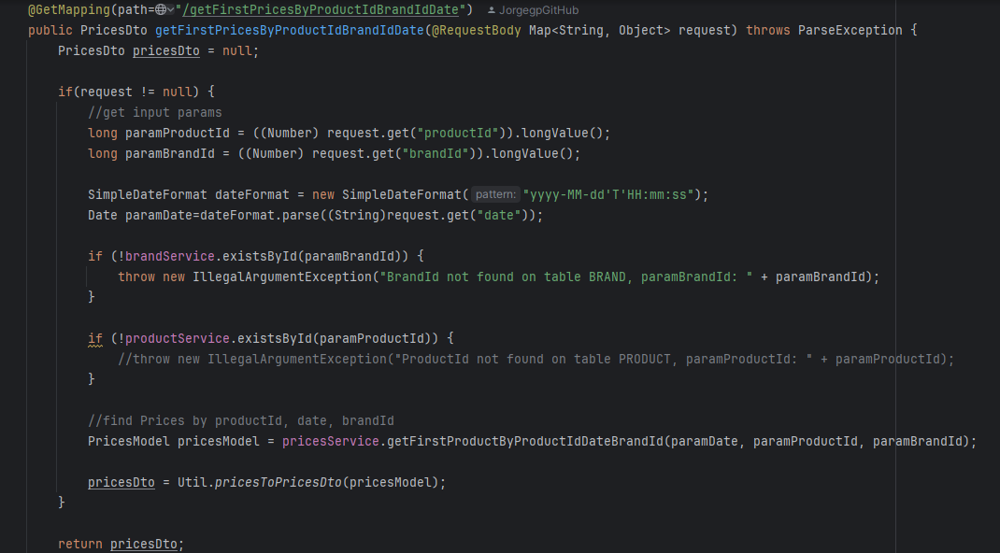 @GetMapping(path="/getFirstPricesByProductIdBrandIdDate") JorgegpGitHub
public PricesDto getFirstPricesByProductIdBrandIdDate(@RequestBody Map<String, Object> request) throws ParseException {
PricesDto pricesDto = null;
if(request != null) {
//get input params
long paramProductId = ((Number) request.get("productId")).longValue();
long paramBrandId = ((Number) request.get("brandId")).longValue();
SimpleDateFormat dateFormat = new SimpleDateFormat( pattern: "yyyy-MM-dd'T'HH:mm:ss");
Date paramDate=dateFormat.parse((String)request.get("date"));
if (!brandService.existsById(paramBrandId)) {
throw new IllegalArgumentException("BrandId not found on table BRAND, paramBrandId: " + paramBrandId);
}
if (!productService.existsById(paramProductId)) {
//throw new IllegalArgumentException("ProductId not found on table PRODUCT, paramProductId: " + paramProductId);
}
//find Prices by productId, date, brandId
PricesModel pricesModel = pricesService.getFirstProductByProductIdDateBrandId(paramDate, paramProductId, paramBrandId);
pricesDto = Util.pricesToPricesDto(pricesModel);
}
return pricesDto;